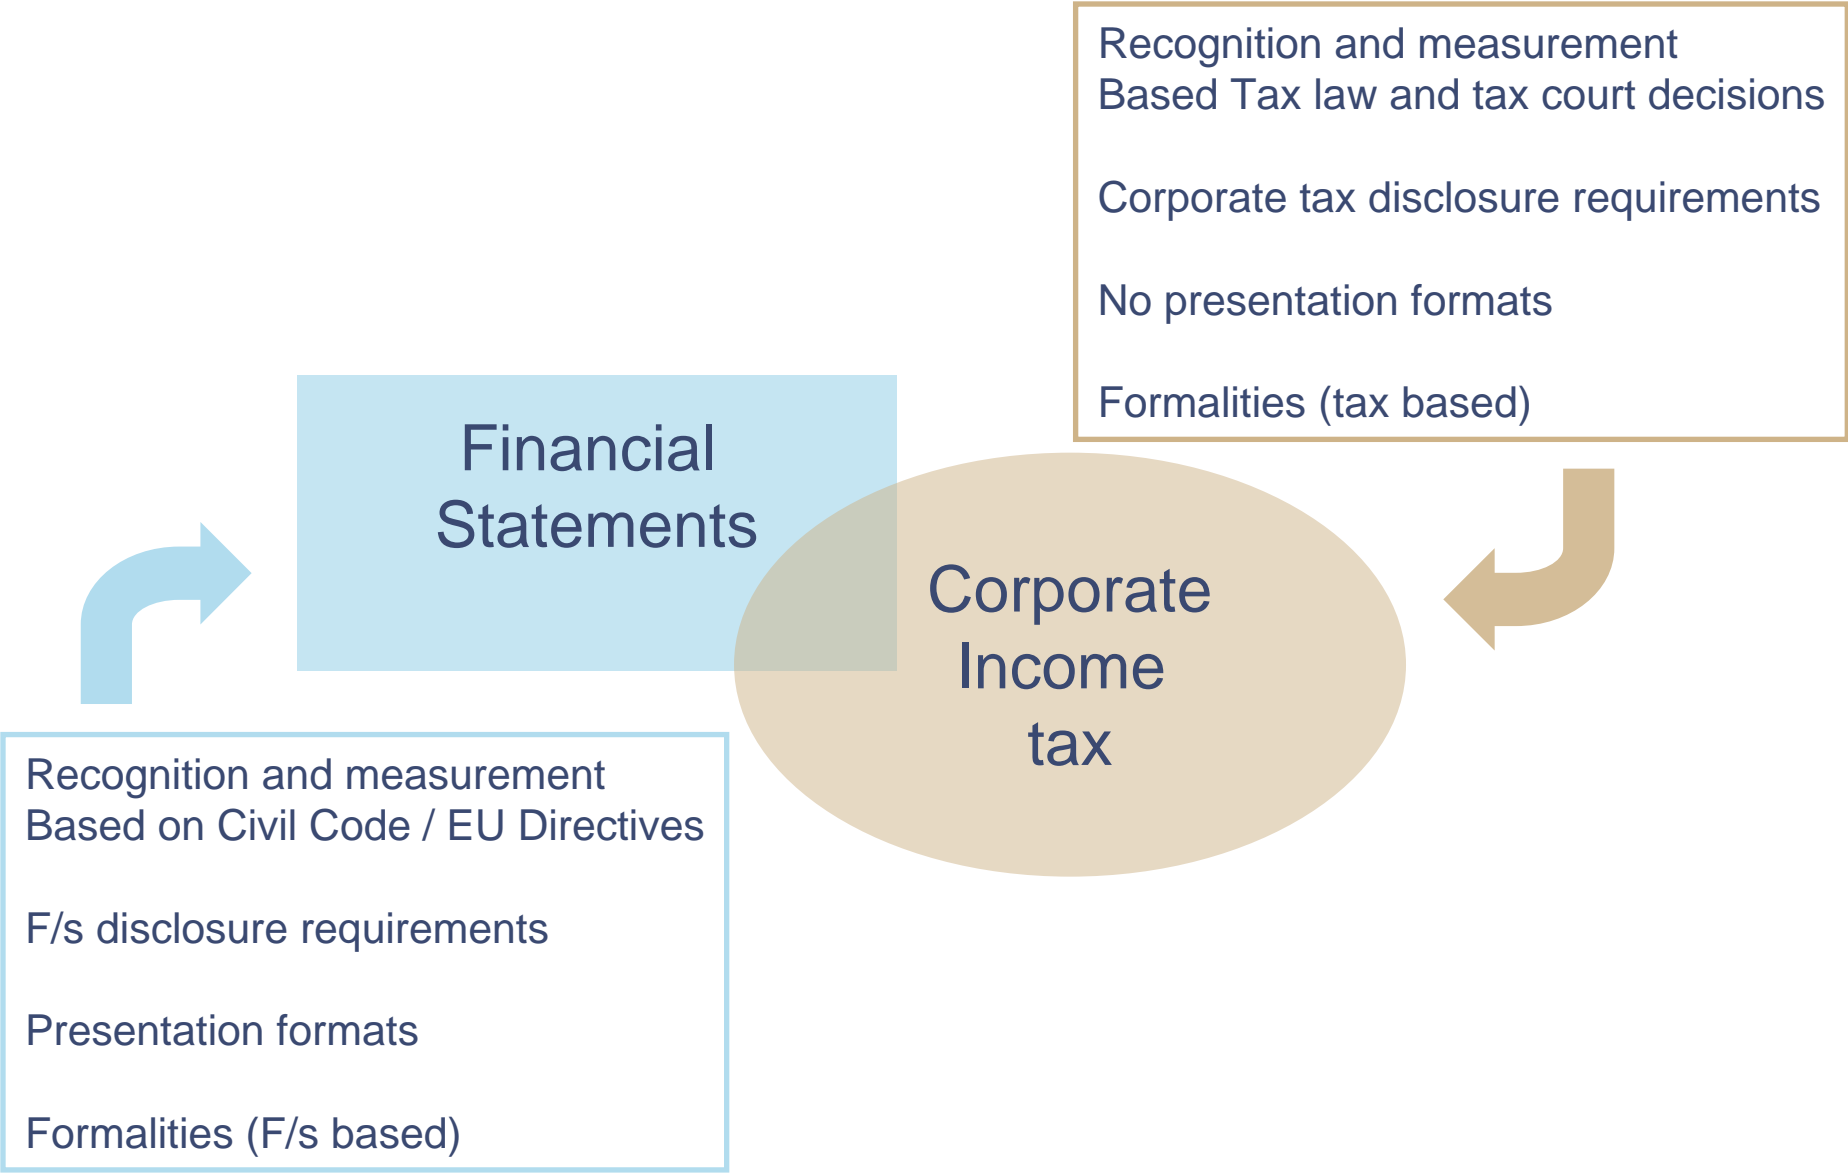 Recognition and measurement
Based Tax law and tax court decisions
Corporate tax disclosure requirements
No presentation formats
Formalities (tax based)
Financial
Statements
Corporate
Income
tax
Recognition and measurement
Based on Civil Code / EU Directives
F/s disclosure requirements
Presentation formats
Formalities (F/s based)